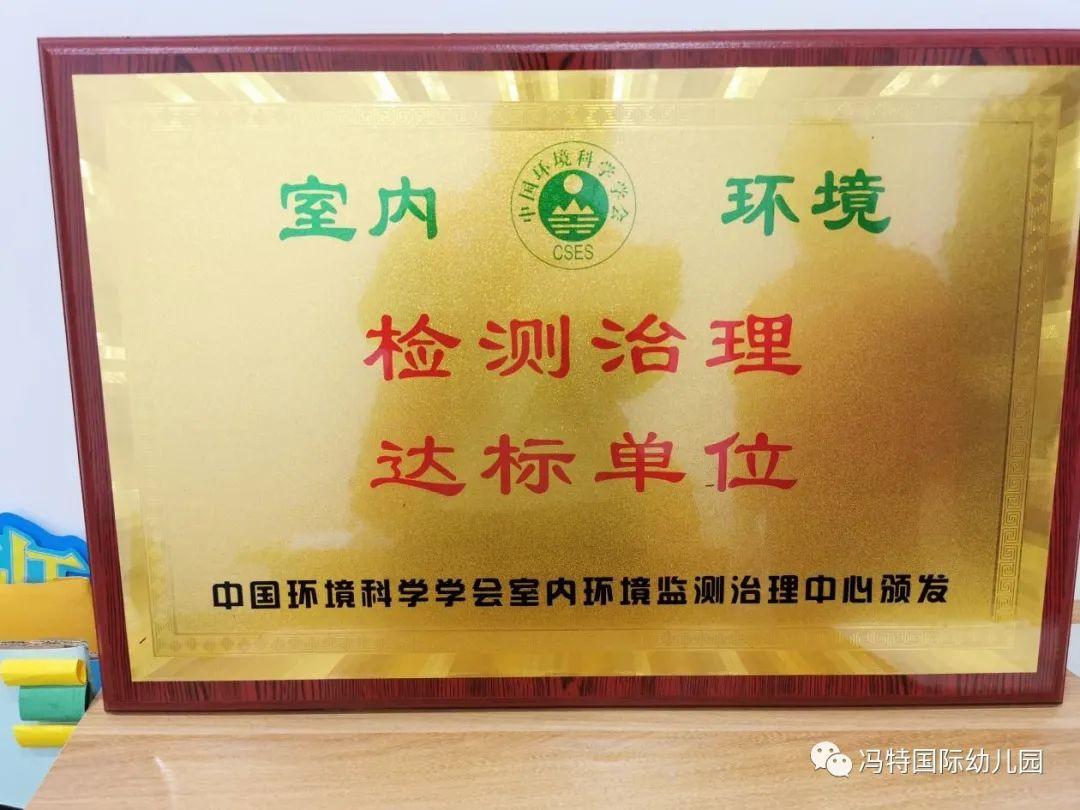 室内 环境
中国环境科学学会
CSES
检测治理
达标单位
中国环境科学学会室内环境监测治理中心颁发
冯特国际幼儿园